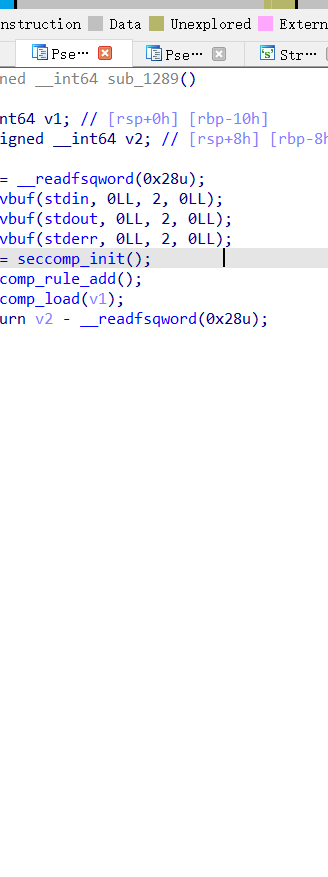 nstruction Data Unexplored Extern
Pse… Pse… Str…
ned __int64 sub_1289()
nt64 v1; // [rsp+0h] [rbp-10h]
igned __int64 v2; // [rsp+8h] [rbp-8h
= __readfsqword(0x28u);
vbuf(stdin, 0LL, 2, 0LL);
vbuf(stdout, 0LL, 2, 0LL);
vbuf(stderr, 0LL, 2, 0LL);
= seccomp_init();
comp_rule_add();
comp_load(v1);
urn v2 - __readfsqword(0x28u);